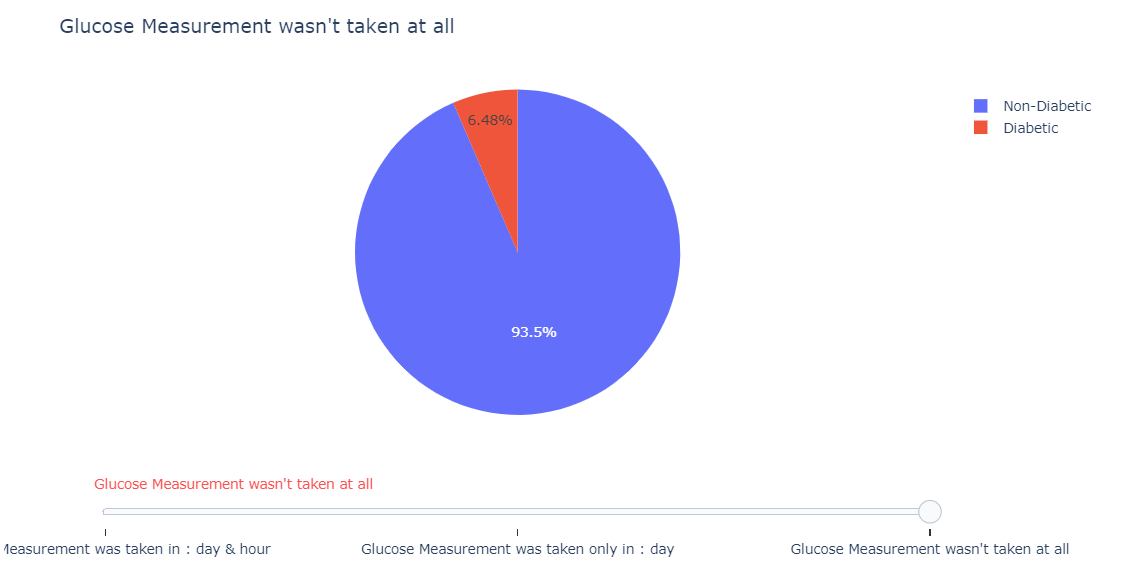 Glucose Measurement wasn't taken at all
Non-Diabetic
Diabetic
6.48%
93.5%
Glucose Measurement wasn't taken at all
Measurement was taken in : day & hour
Glucose Measurement was taken only in : day
Glucose Measurement wasn't taken at all